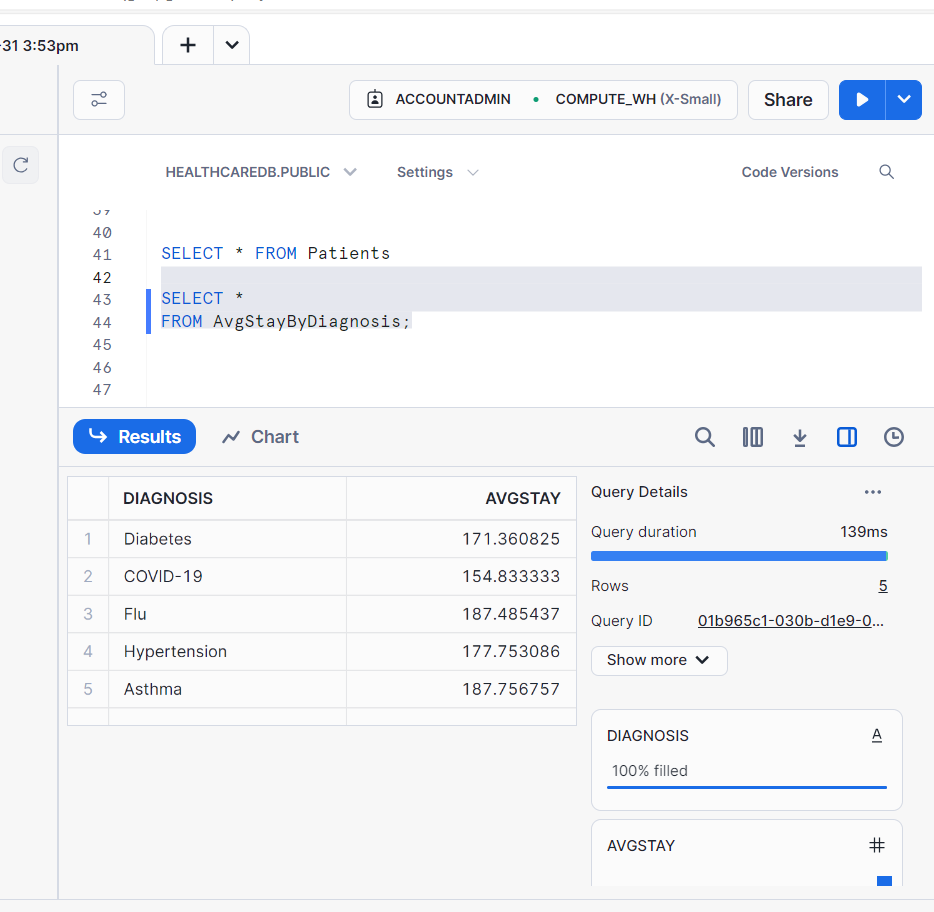 -31 3:53pm
ACCOUNTADMIN • COMPUTE_WH (X-Small)
Share
HEALTHCAREDB.PUBLIC
Settings
Code Versions
39
40
41 SELECT * FROM Patients
42
43 SELECT *
44 FROM AvgStayByDiagnosis;
45
46
47
Results
Chart
DIAGNOSIS AVGSTAY
1 Diabetes 171.360825
2 COVID-19 154.833333
3 Flu 187.485437
4 Hypertension 177.753086
5 Asthma 187.756757
Query Details ...
Query duration 139ms
Rows 5
Query ID 01b965c1-030b-d1e9-0...
Show more
DIAGNOSIS A
100% filled
AVGSTAY #